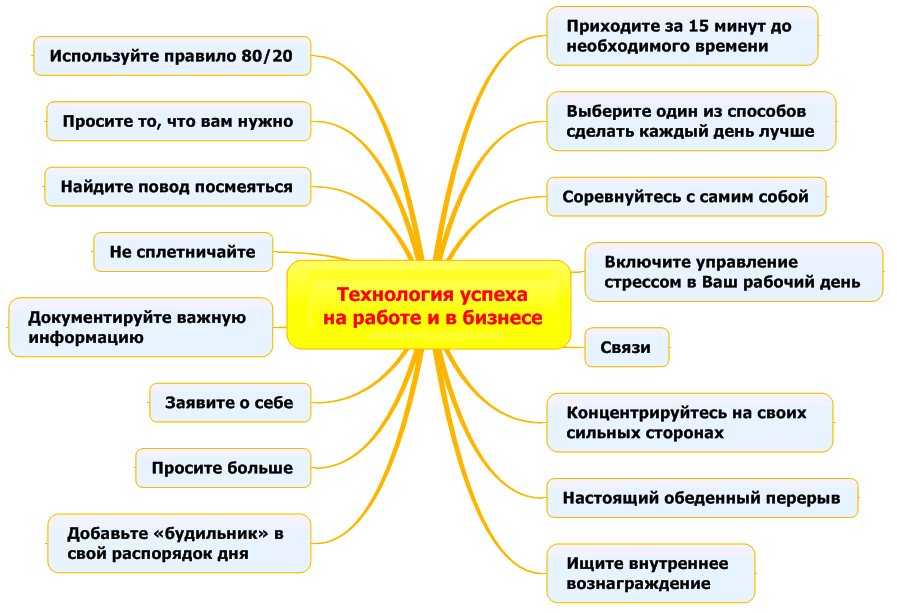 Используйте правило 80/20
Просите то, что вам нужно
Найдите повод посмеяться
Не сплетничайте
Документируйте важную
информацию
Заявите о себе
Просите больше
Добавьте «будильник» в
свой распорядок дня
Технология успеха
на работе и в бизнесе
Приходите за 15 минут до
необходимого времени
Выберите один из способов
сделать каждый день лучше
Соревнуйтесь с самим собой
Включите управление
стрессом в Ваш рабочий день
Связи
Концентрируйтесь на своих
сильных сторонах
Настоящий обеденный перерыв
Ищите внутреннее
вознаграждение